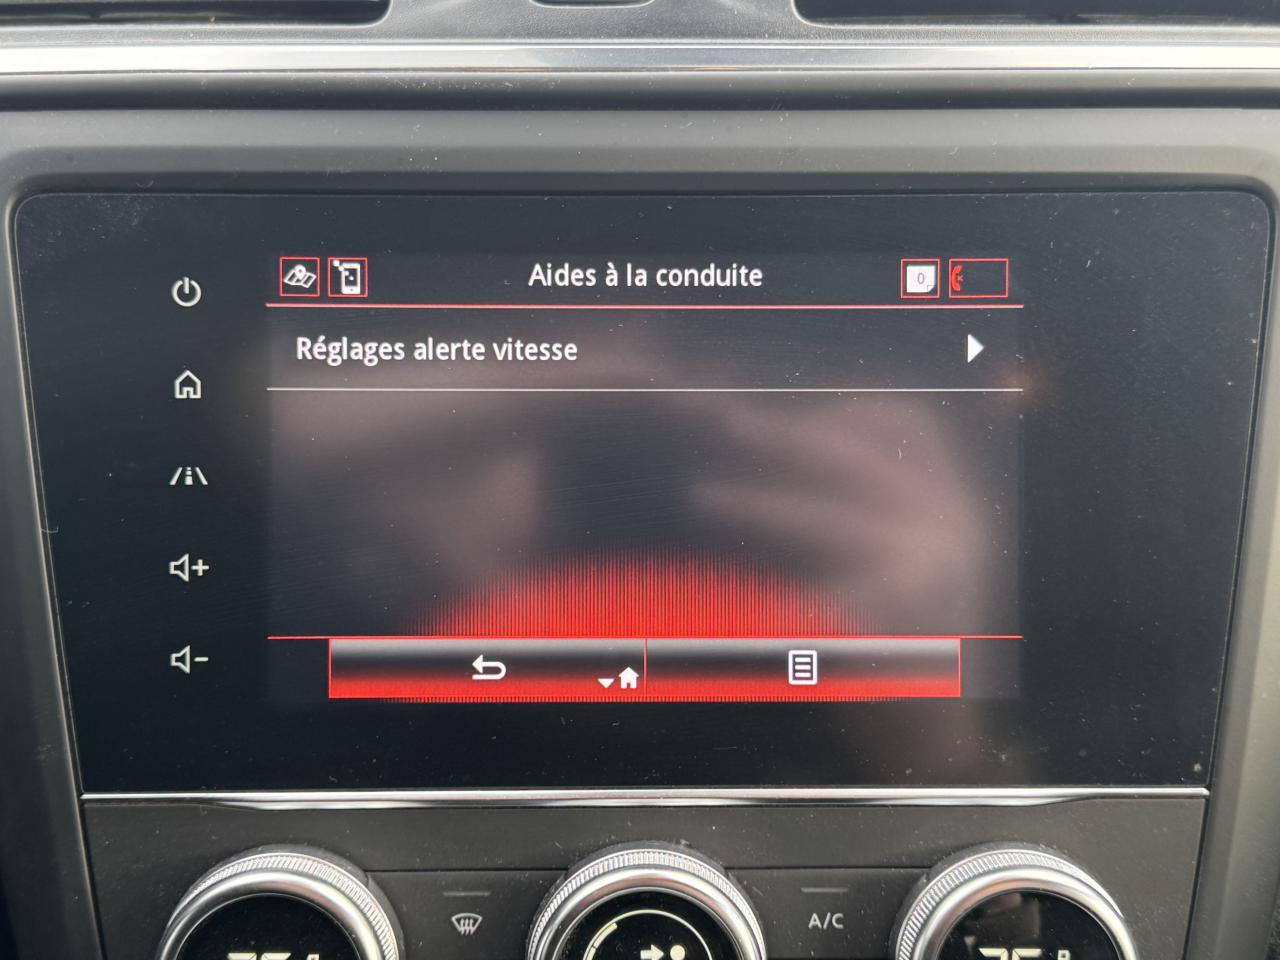 Aides à la conduite
0
Réglages alerte vitesse
A/C